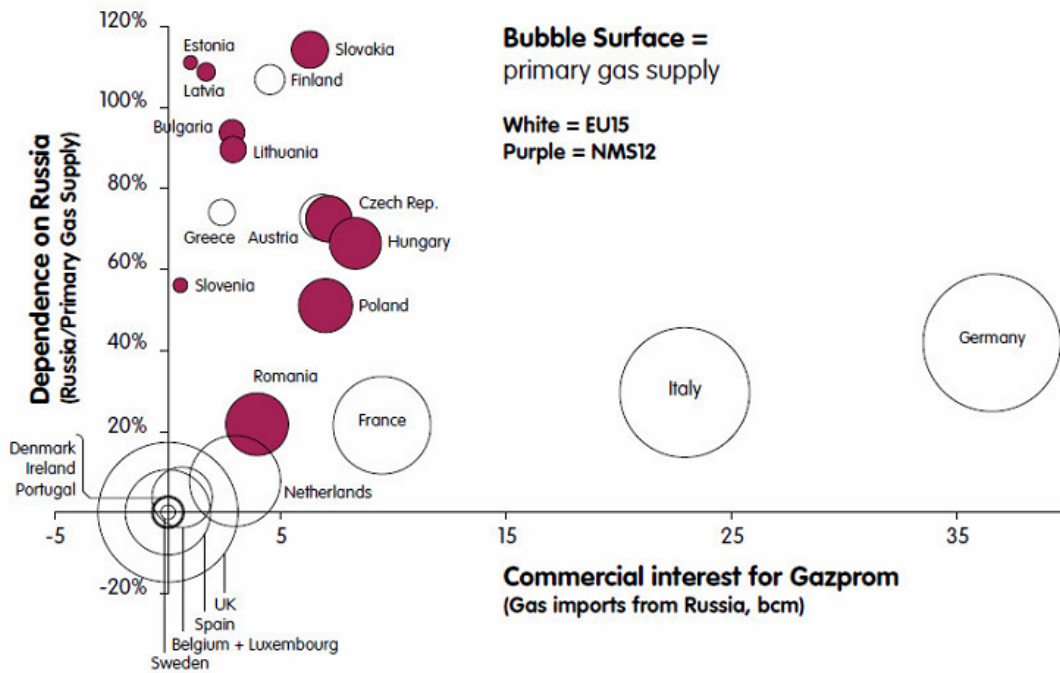 120%
100%
80%
60%
40%
20%
-20%
-5
5
15
25
35
Dependence on Russia
(Russia/Primary Gas Supply)
Bubble Surface =
primary gas supply
White = EU15
Purple = NMS12
Estonia
Latvia
Slovakia
Finland
Bulgaria
Lithuania
Greece
Austria
Czech Rep.
Hungary
Slovenia
Poland
Romania
France
Italy
Germany
Denmark
Ireland
Portugal
Netherlands
UK
Spain
Belgium + Luxembourg
Sweden
Commercial interest for Gazprom
(Gas imports from Russia, bcm)